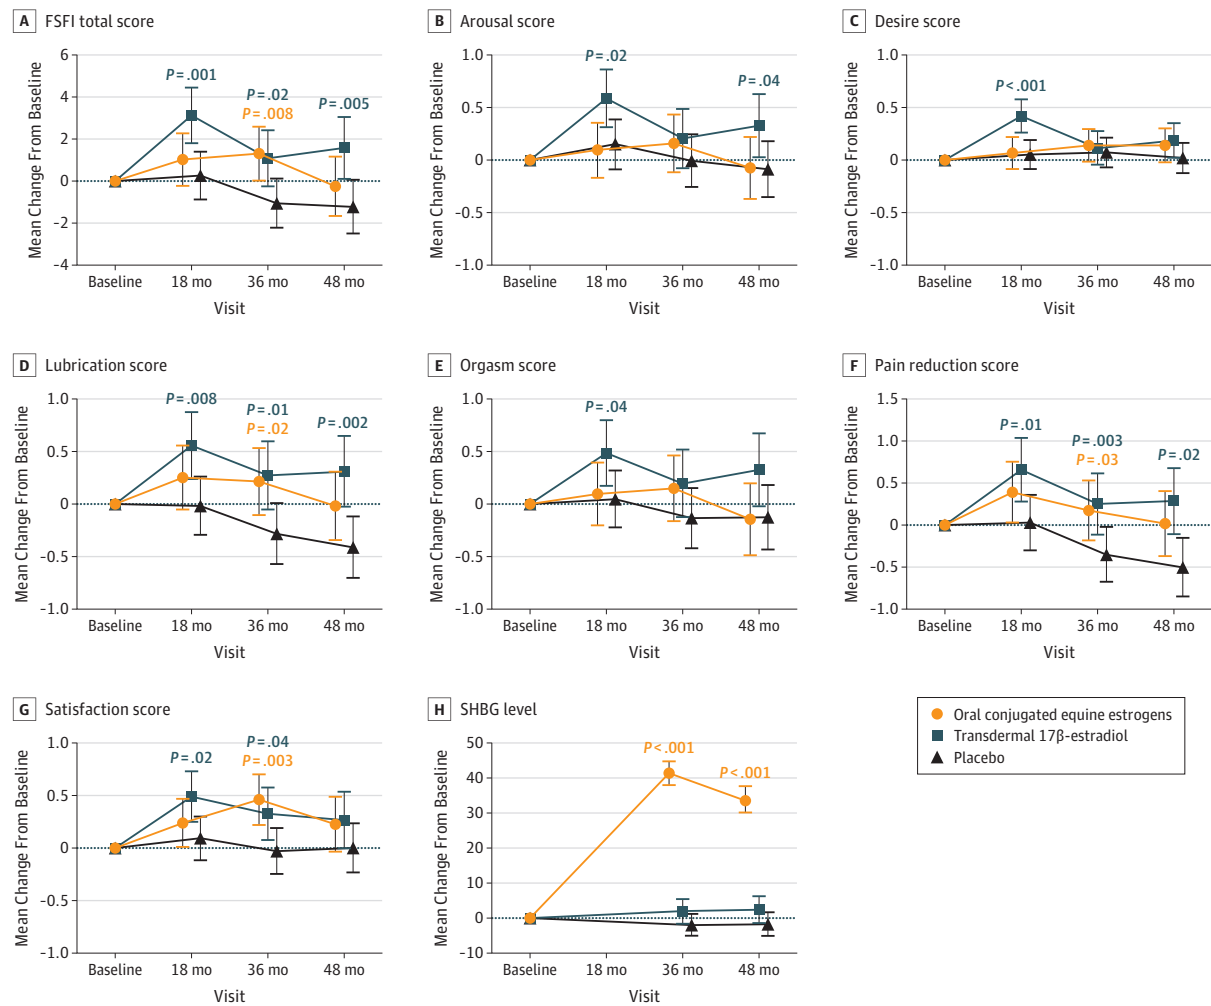 A FSFI total score
Mean Change From Baseline
6
4
2
0
−2
−4
P = .001
P = .02
P = .008
P = .005
Baseline 18 mo 36 mo 48 mo
Visit
B Arousal score
Mean Change From Baseline
1.0
0.5
0
−0.5
−1.0
P = .02
P = .04
Baseline 18 mo 36 mo 48 mo
Visit
C Desire score
Mean Change From Baseline
1.0
0.5
0
−0.5
−1.0
P < .001
Baseline 18 mo 36 mo 48 mo
Visit
D Lubrication score
Mean Change From Baseline
1.0
0.5
0
−0.5
−1.0
P = .008
P = .01
P = .02
P = .002
Baseline 18 mo 36 mo 48 mo
Visit
E Orgasm score
Mean Change From Baseline
1.0
0.5
0
−0.5
−1.0
P = .04
Baseline 18 mo 36 mo 48 mo
Visit
F Pain reduction score
Mean Change From Baseline
1.5
1.0
0.5
0
−0.5
−1.0
P = .01
P = .003
P = .03
P = .02
Baseline 18 mo 36 mo 48 mo
Visit
G Satisfaction score
Mean Change From Baseline
1.0
0.5
0
−0.5
−1.0
P = .02
P = .04
P = .003
Baseline 18 mo 36 mo 48 mo
Visit
H SHBG level
Mean Change From Baseline
50
40
30
20
10
0
−10
P < .001
P < .001
Baseline 18 mo 36 mo 48 mo
Visit
Oral conjugated equine estrogens
Transdermal 17β-estradiol
Placebo